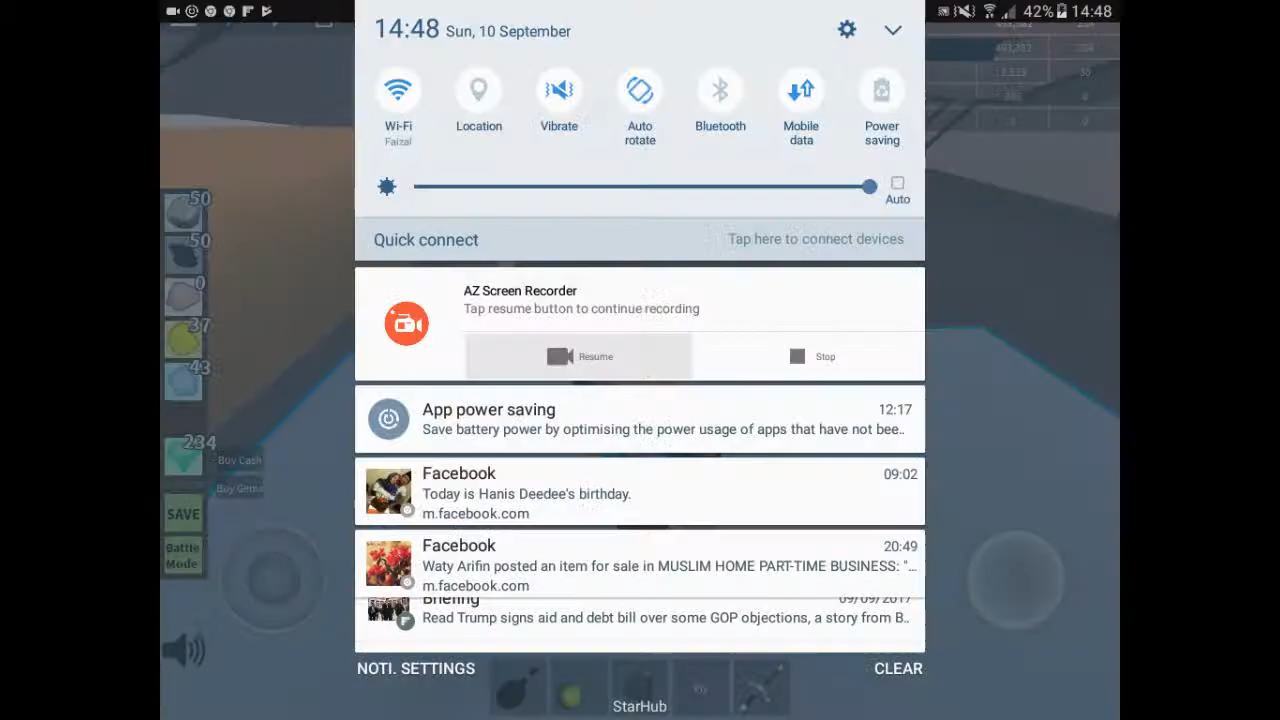 42% 14:48
14:48 Sun, 10 September
Wi-Fi
Faizal
Location
Vibrate
Auto
rotate
Bluetooth
Mobile
data
Power
saving
Auto
Quick connect
Tap here to connect devices
AZ Screen Recorder
Tap resume button to continue recording
Resume
Stop
App power saving
12:17
Save battery power by optimising the power usage of apps that have not bee..
Facebook
09:02
Today is Hanis Deedee's birthday.
m.facebook.com
Facebook
20:49
Waty Arifin posted an item for sale in MUSLIM HOME PART-TIME BUSINESS: "...
m.facebook.com
Briefing
09/09/2017
Read Trump signs aid and debt bill over some GOP objections, a story from B..
NOTI. SETTINGS
CLEAR
StarHub
50
50
0
37
43
234
Buy Cash
Buy Gems
SAVE
Battle
Mode